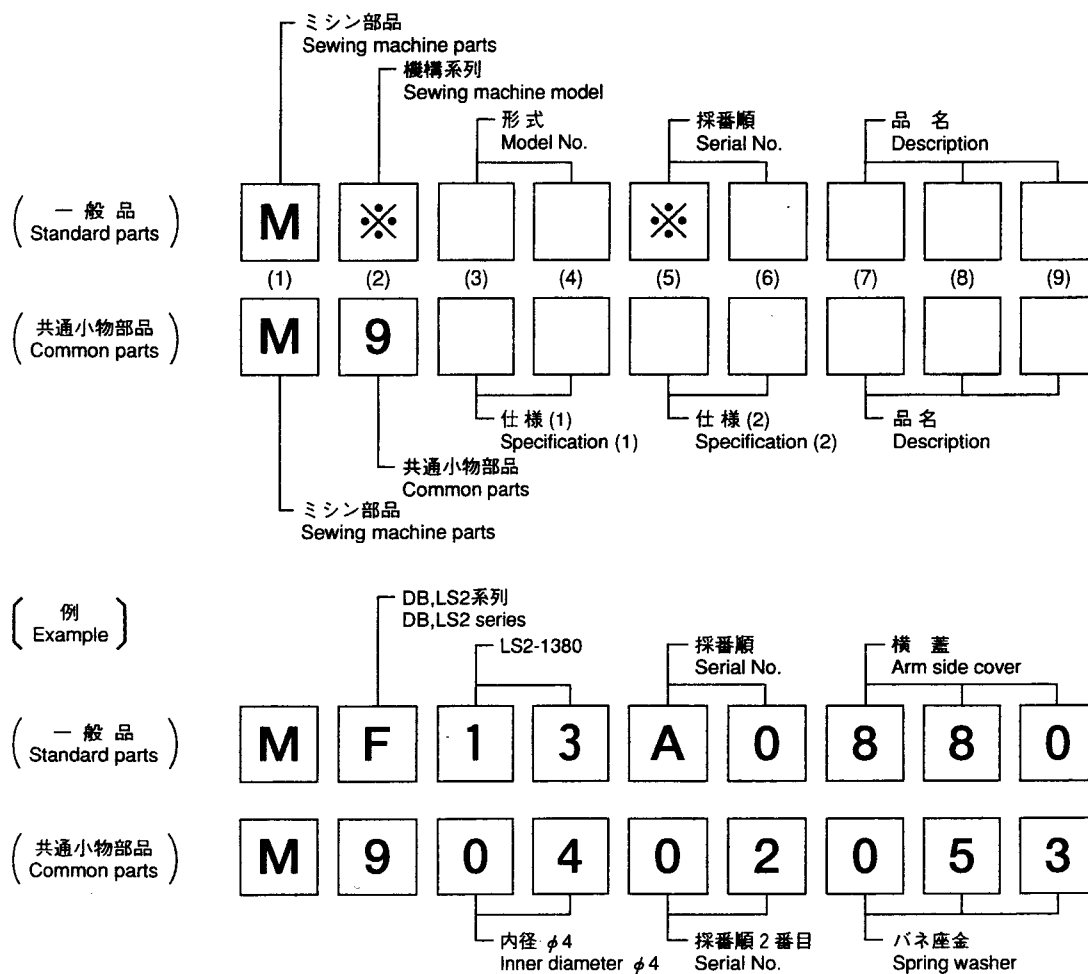 ミシン部品
Sewing machine parts
機構系列
Sewing machine model
形式
Model No.
採番順
Serial No.
品 名
Description
一 般 品
Standard parts
M ※ ※
(1) (2) (3) (4) (5) (6) (7) (8) (9)
共通小物部品
Common parts
M 9
仕 様 (1)
Specification (1)
仕 様 (2)
Specification (2)
品 名
Description
共通小物部品
Common parts
ミシン部品
Sewing machine parts
例
Example
DB,LS2系列
DB,LS2 series
LS2-1380
採番順
Serial No.
横 蓋
Arm side cover
一 般 品
Standard parts
M F 1 3 A 0 8 8 0
共通小物部品
Common parts
M 9 0 4 0 2 0 5 3
内径 φ4
Inner diameter φ4
採番順 2 番目
Serial No.
バネ座金
Spring washer